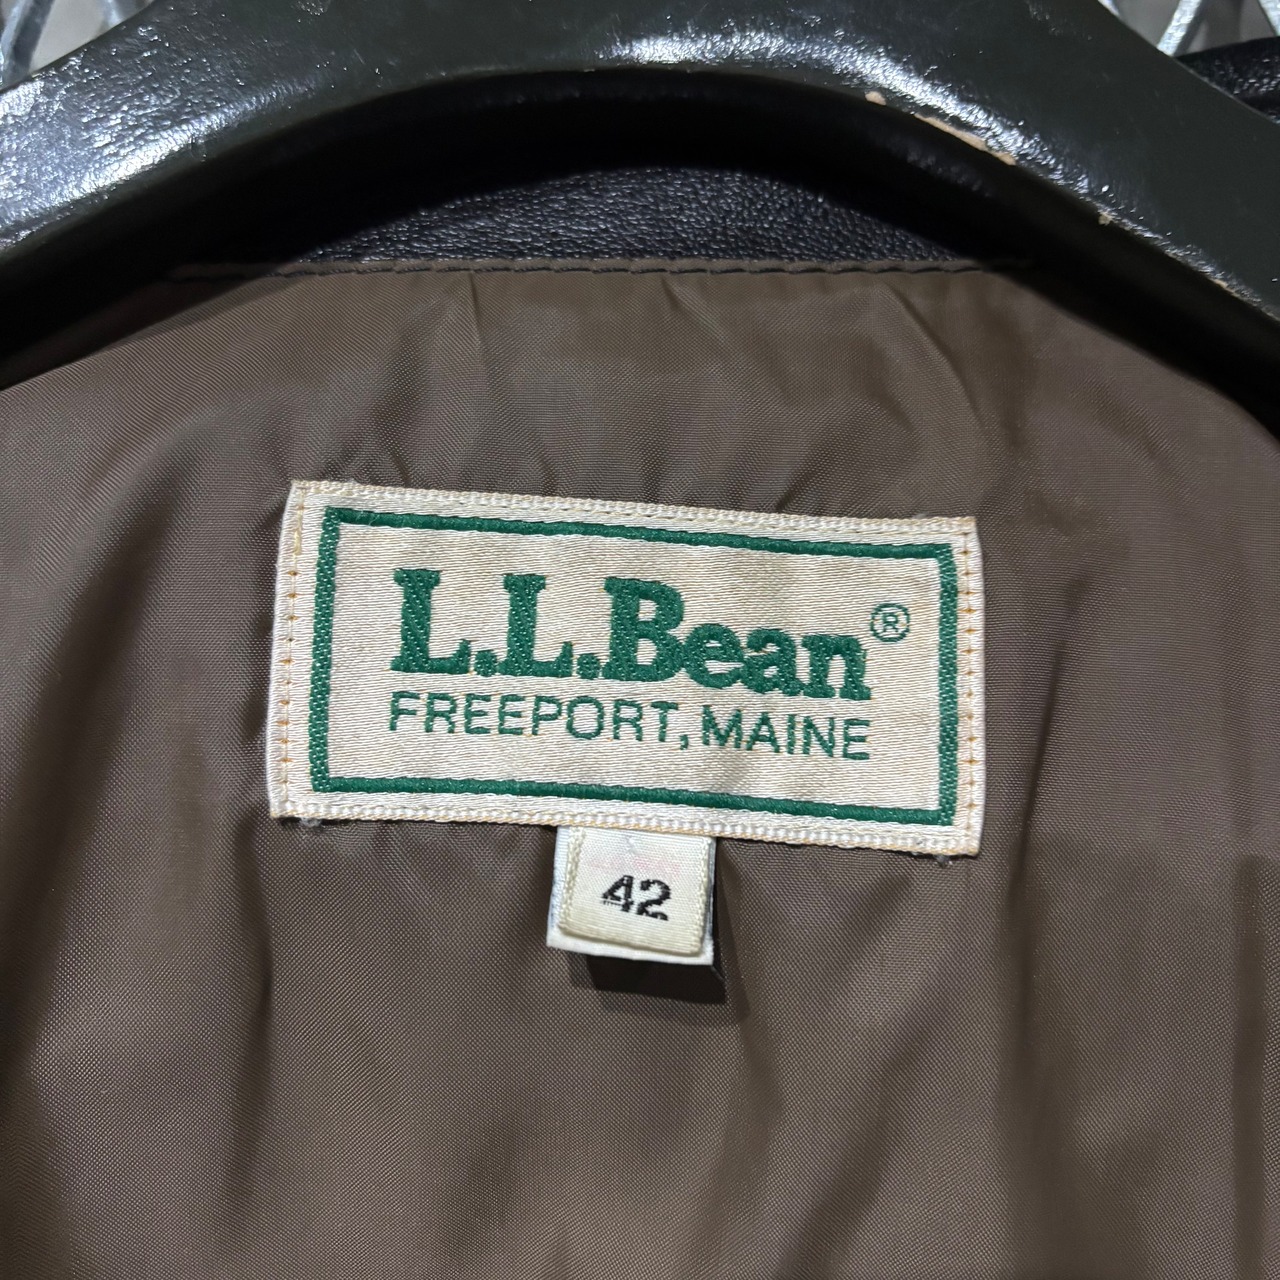 L.L.Bean®
FREEPORT, MAINE
42